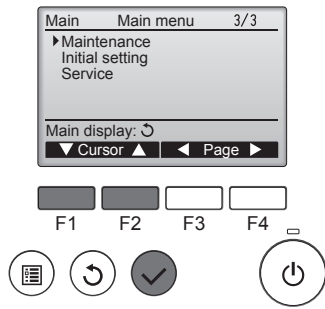 Main Main menu 3/3
Maintenance
Initial setting
Service
Main display:
Cursor Page
F1 F2 F3 F4